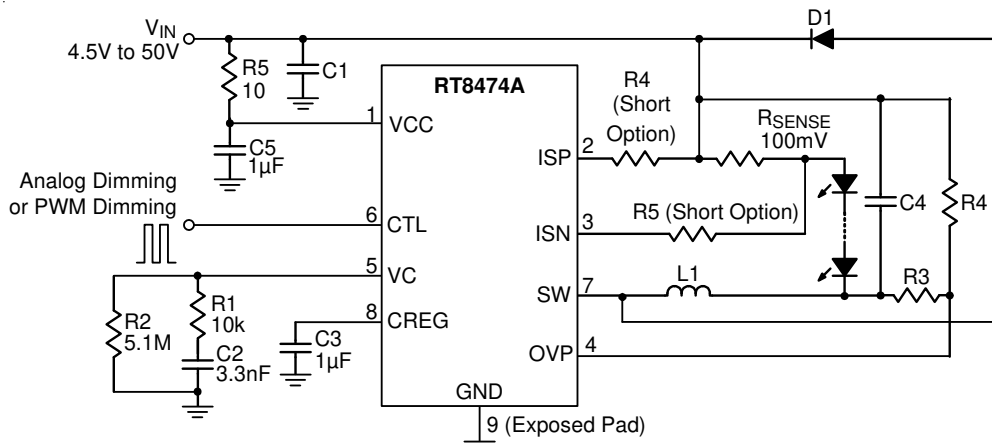 VIN
4.5V to 50V
R5
10
C1
C5
1µF
Analog Dimming
or PWM Dimming
R2
5.1M
R1
10k
C2
3.3nF
C3
1µF
RT8474A
1
VCC
6
CTL
5
VC
8
CREG
GND
9 (Exposed Pad)
ISP
2
ISN
3
SW
7
OVP
4
R4
(Short
Option)
RSENSE
100mV
R5 (Short Option)
L1
D1
C4
R4
R3